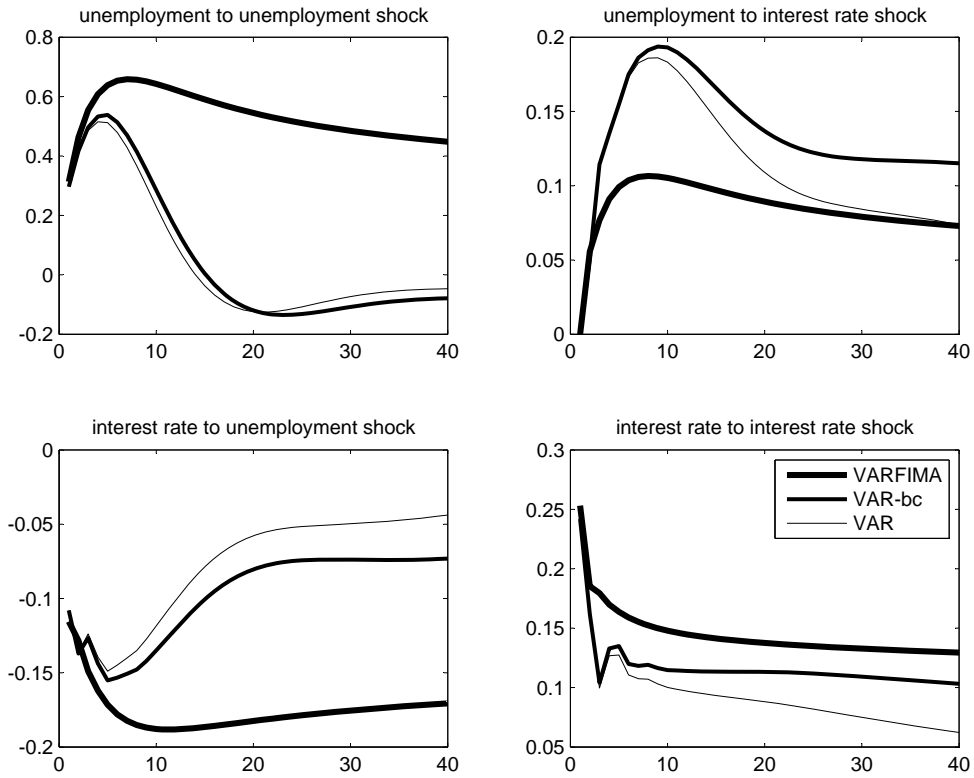 unemployment to unemployment shock
0.8
0.6
0.4
0.2
0
-0.2
0 10 20 30 40
unemployment to interest rate shock
0.2
0.15
0.1
0.05
0
0 10 20 30 40
interest rate to unemployment shock
0
-0.05
-0.1
-0.15
-0.2
0 10 20 30 40
interest rate to interest rate shock
0.3
0.25
0.2
0.15
0.1
0.05
0 10 20 30 40
VARFIMA
VAR-bc
VAR